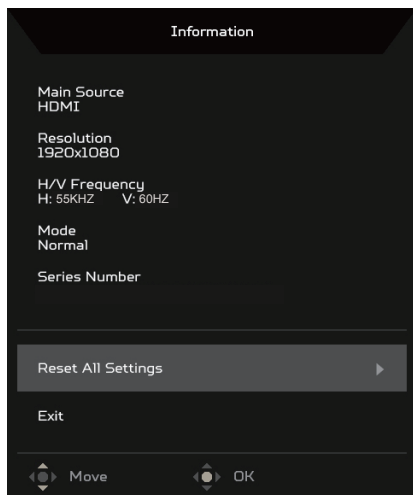 Information
Main Source
HDMI
Resolution
1920x1080
H/V Frequency
H: 55KHZ V: 60HZ
Mode
Normal
Series Number
Reset All Settings
Exit
Move OK